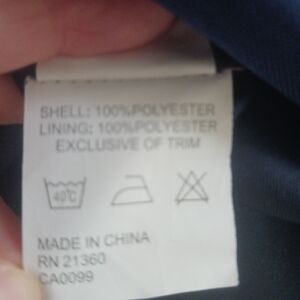 SHELL: 100%POLYESTER
LINING: 100%POLYESTER
EXCLUSIVE OF TRIM
40°C
MADE IN CHINA
RN 21360
CA0099